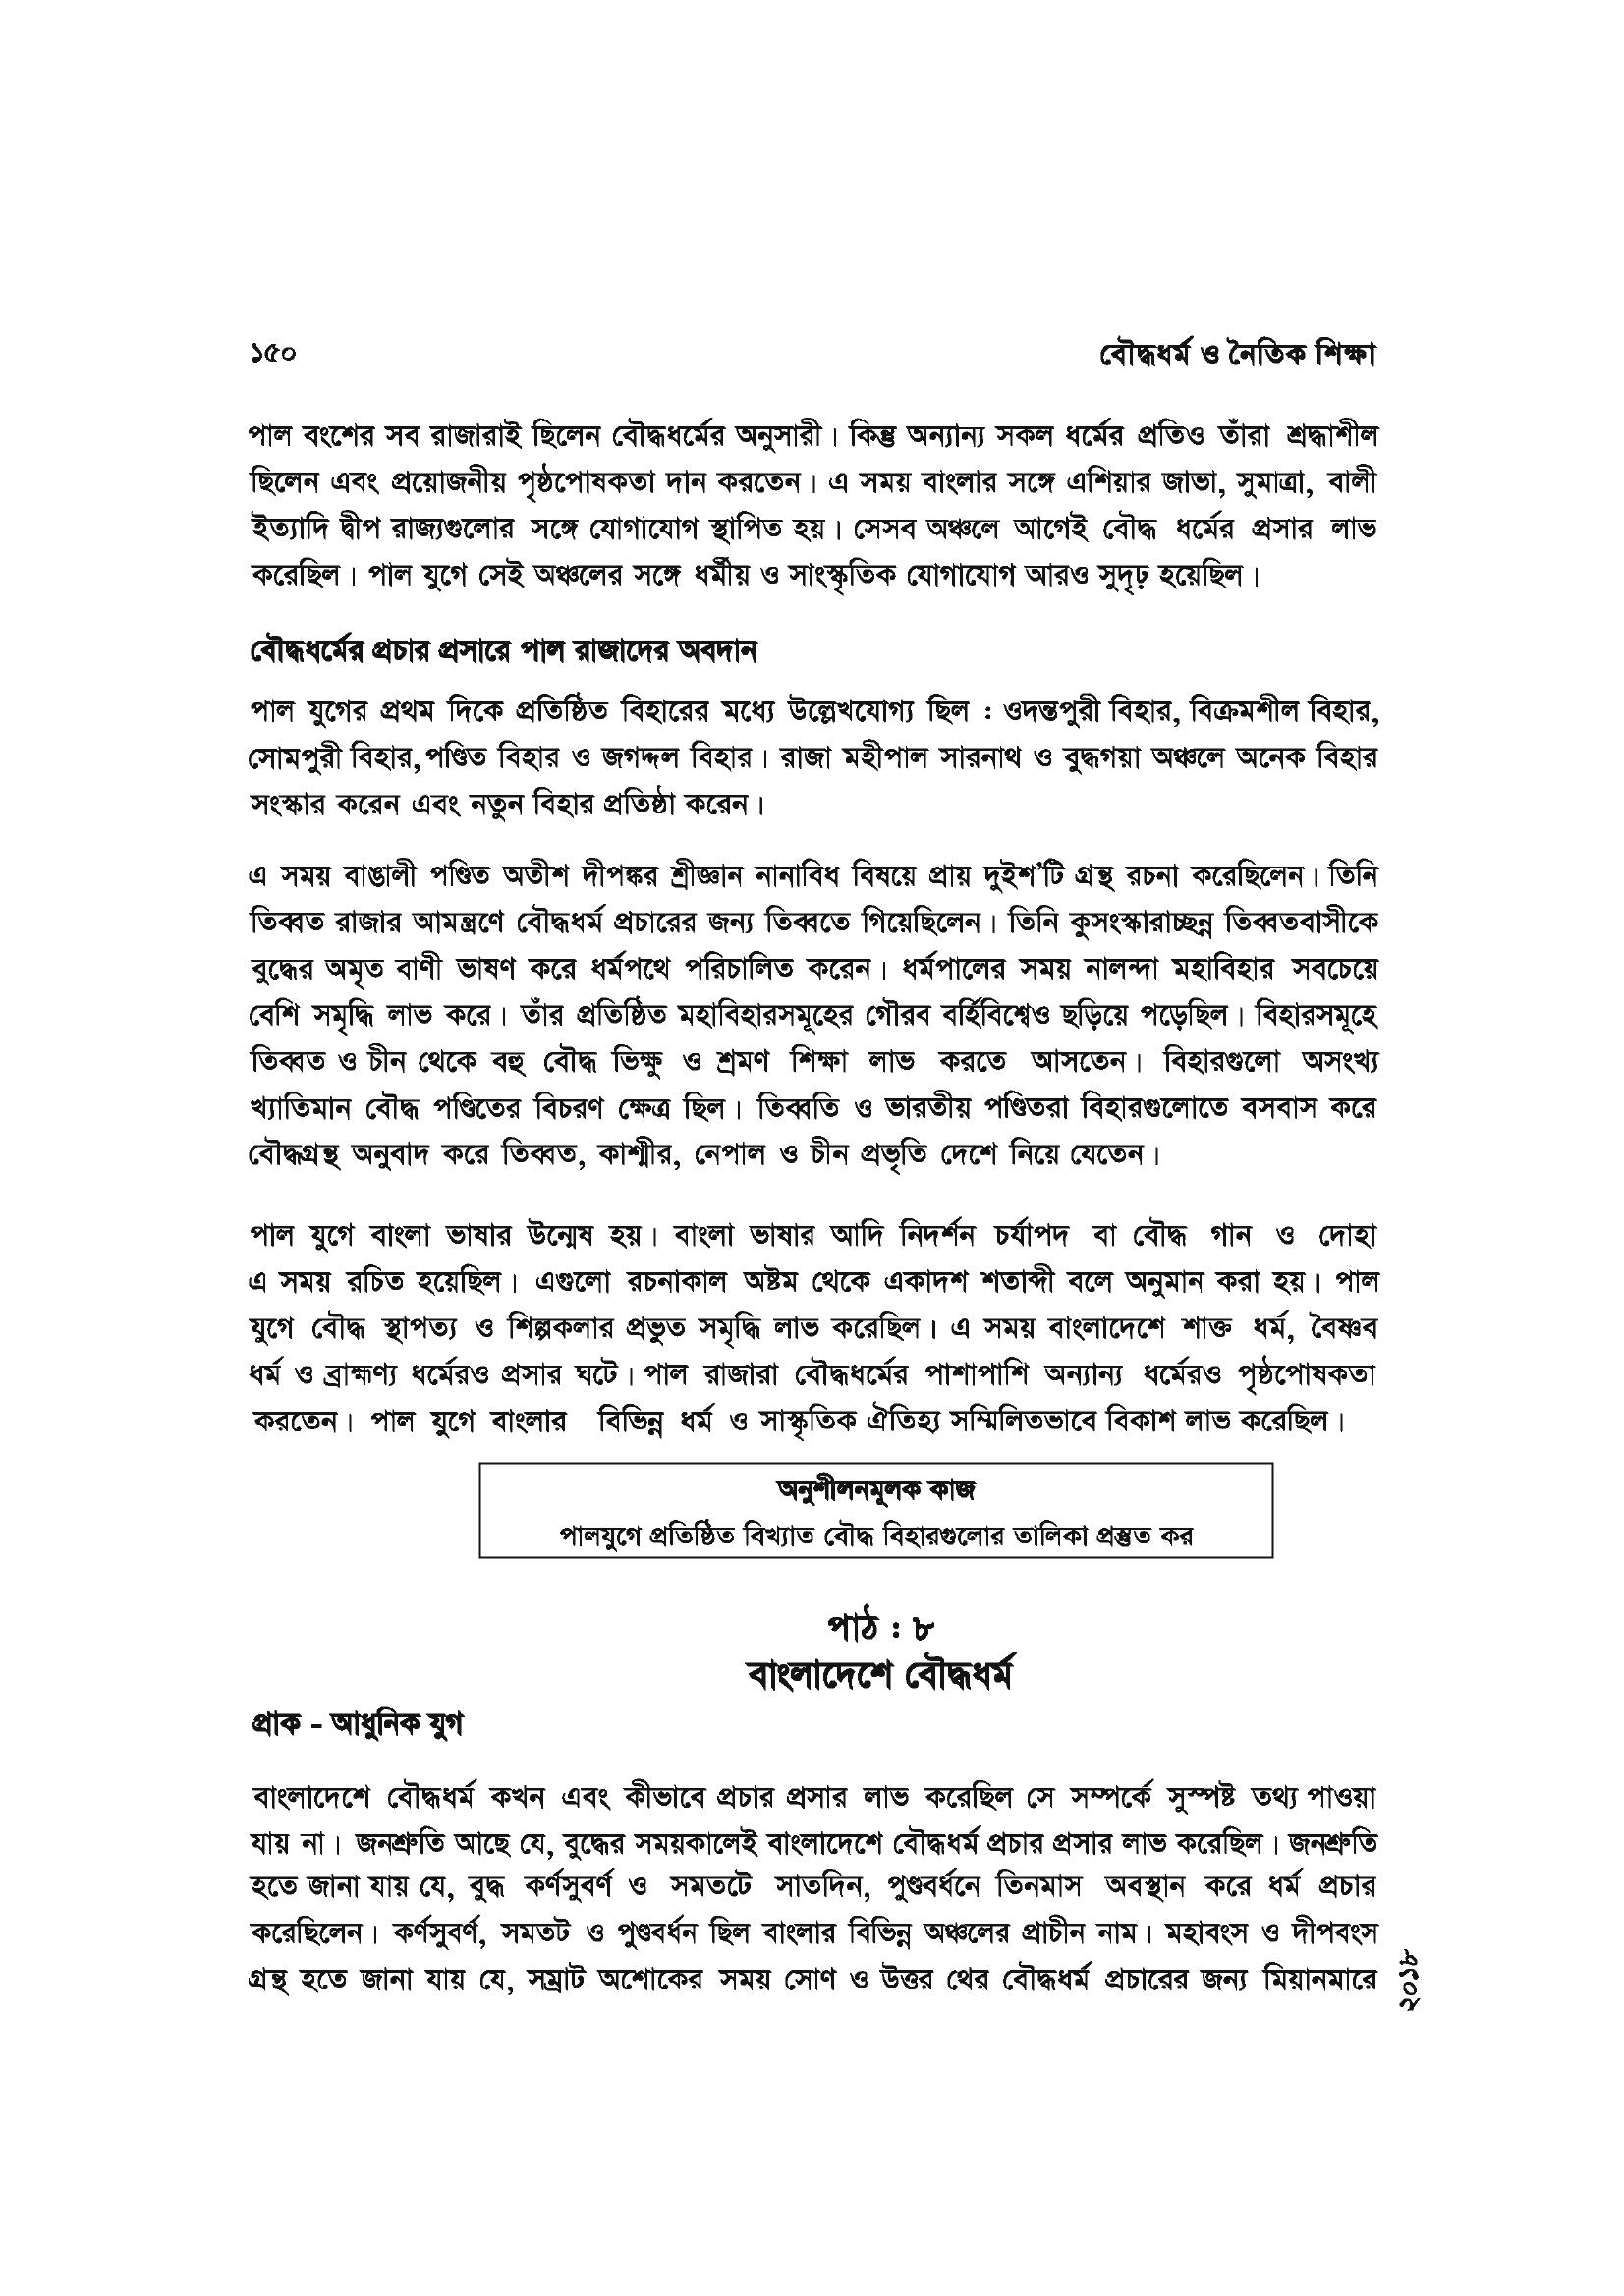 ১৫০
বৌদ্ধধর্ম ও নৈতিক শিক্ষা
পাল বংশের সব রাজারাই ছিলেন বৌদ্ধধর্মের অনুসারী। কিন্তু অন্যান্য সকল ধর্মের প্রতিও তাঁরা শ্রদ্ধাশীল
ছিলেন এবং প্রয়োজনীয় পৃষ্ঠপোষকতা দান করতেন। এ সময় বাংলার সঙ্গে এশিয়ার জাভা, সুমাত্রা, বালী
ইত্যাদি দ্বীপ রাজ্যগুলোর সঙ্গে যোগাযোগ স্থাপিত হয়। সেসব অঞ্চলে আগেই বৌদ্ধ ধর্মের প্রসার লাভ
করেছিল। পাল যুগে সেই অঞ্চলের সঙ্গে ধর্মীয় ও সাংস্কৃতিক যোগাযোগ আরও সুদৃঢ় হয়েছিল।
বৌদ্ধধর্মের প্রচার প্রসারে পাল রাজাদের অবদান
পাল যুগের প্রথম দিকে প্রতিষ্ঠিত বিহারের মধ্যে উল্লেখযোগ্য ছিল : ওদন্তপুরী বিহার, বিক্রমশীল বিহার,
সোমপুরী বিহার, পণ্ডিত বিহার ও জগদ্দল বিহার। রাজা মহীপাল সারনাথ ও বুদ্ধগয়া অঞ্চলে অনেক বিহার
সংস্কার করেন এবং নতুন বিহার প্রতিষ্ঠা করেন।
এ সময় বাঙালী পণ্ডিত অতীশ দীপঙ্কর শ্রীজ্ঞান নানাবিধ বিষয়ে প্রায় দুইশ’টি গ্রন্থ রচনা করেছিলেন। তিনি
তিব্বত রাজার আমন্ত্রণে বৌদ্ধধর্ম প্রচারের জন্য তিব্বতে গিয়েছিলেন। তিনি কুসংস্কারাচ্ছন্ন তিব্বতবাসীকে
বুদ্ধের অমৃত বাণী ভাষণ করে ধর্মপথে পরিচালিত করেন। ধর্মপালের সময় নালন্দা মহাবিহার সবচেয়ে
বেশি সমৃদ্ধি লাভ করে। তাঁর প্রতিষ্ঠিত মহাবিহারসমূহের গৌরব বর্হিবিশ্বেও ছড়িয়ে পড়েছিল। বিহারসমূহে
তিব্বত ও চীন থেকে বহু বৌদ্ধ ভিক্ষু ও শ্রমণ শিক্ষা লাভ করতে আসতেন। বিহারগুলো অসংখ্য
খ্যাতিমান বৌদ্ধ পণ্ডিতের বিচরণ ক্ষেত্র ছিল। তিব্বতি ও ভারতীয় পণ্ডিতরা বিহারগুলোতে বসবাস করে
বৌদ্ধগ্রন্থ অনুবাদ করে তিব্বত, কাশ্মীর, নেপাল ও চীন প্রভৃতি দেশে নিয়ে যেতেন।
পাল যুগে বাংলা ভাষার উন্মেষ হয়। বাংলা ভাষার আদি নিদর্শন চর্যাপদ বা বৌদ্ধ গান ও দোহা
এ সময় রচিত হয়েছিল। এগুলো রচনাকাল অষ্টম থেকে একাদশ শতাব্দী বলে অনুমান করা হয়। পাল
যুগে বৌদ্ধ স্থাপত্য ও শিল্পকলার প্রভুত সমৃদ্ধি লাভ করেছিল। এ সময় বাংলাদেশে শাক্ত ধর্ম, বৈষ্ণব
ধর্ম ও ব্রাহ্মণ্য ধর্মেরও প্রসার ঘটে। পাল রাজারা বৌদ্ধধর্মের পাশাপাশি অন্যান্য ধর্মেরও পৃষ্ঠপোষকতা
করতেন। পাল যুগে বাংলার বিভিন্ন ধর্ম ও সাস্কৃতিক ঐতিহ্য সম্মিলিতভাবে বিকাশ লাভ করেছিল।
অনুশীলনমূলক কাজ
পালযুগে প্রতিষ্ঠিত বিখ্যাত বৌদ্ধ বিহারগুলোর তালিকা প্রস্তুত কর
পাঠ : ৮
বাংলাদেশে বৌদ্ধধর্ম
প্রাক - আধুনিক যুগ
বাংলাদেশে বৌদ্ধধর্ম কখন এবং কীভাবে প্রচার প্রসার লাভ করেছিল সে সম্পর্কে সুস্পষ্ট তথ্য পাওয়া
যায় না। জনশ্রুতি আছে যে, বুদ্ধের সময়কালেই বাংলাদেশে বৌদ্ধধর্ম প্রচার প্রসার লাভ করেছিল। জনশ্রুতি
হতে জানা যায় যে, বুদ্ধ কর্ণসুবর্ণ ও সমতটে সাতদিন, পুণ্ডবর্ধনে তিনমাস অবস্থান করে ধর্ম প্রচার
করেছিলেন। কর্ণসুবর্ণ, সমতট ও পুণ্ডবর্ধন ছিল বাংলার বিভিন্ন অঞ্চলের প্রাচীন নাম। মহাবংস ও দীপবংস
গ্রন্থ হতে জানা যায় যে, সম্রাট অশোকের সময় সোণ ও উত্তর থের বৌদ্ধধর্ম প্রচারের জন্য মিয়ানমারে
২০১৮